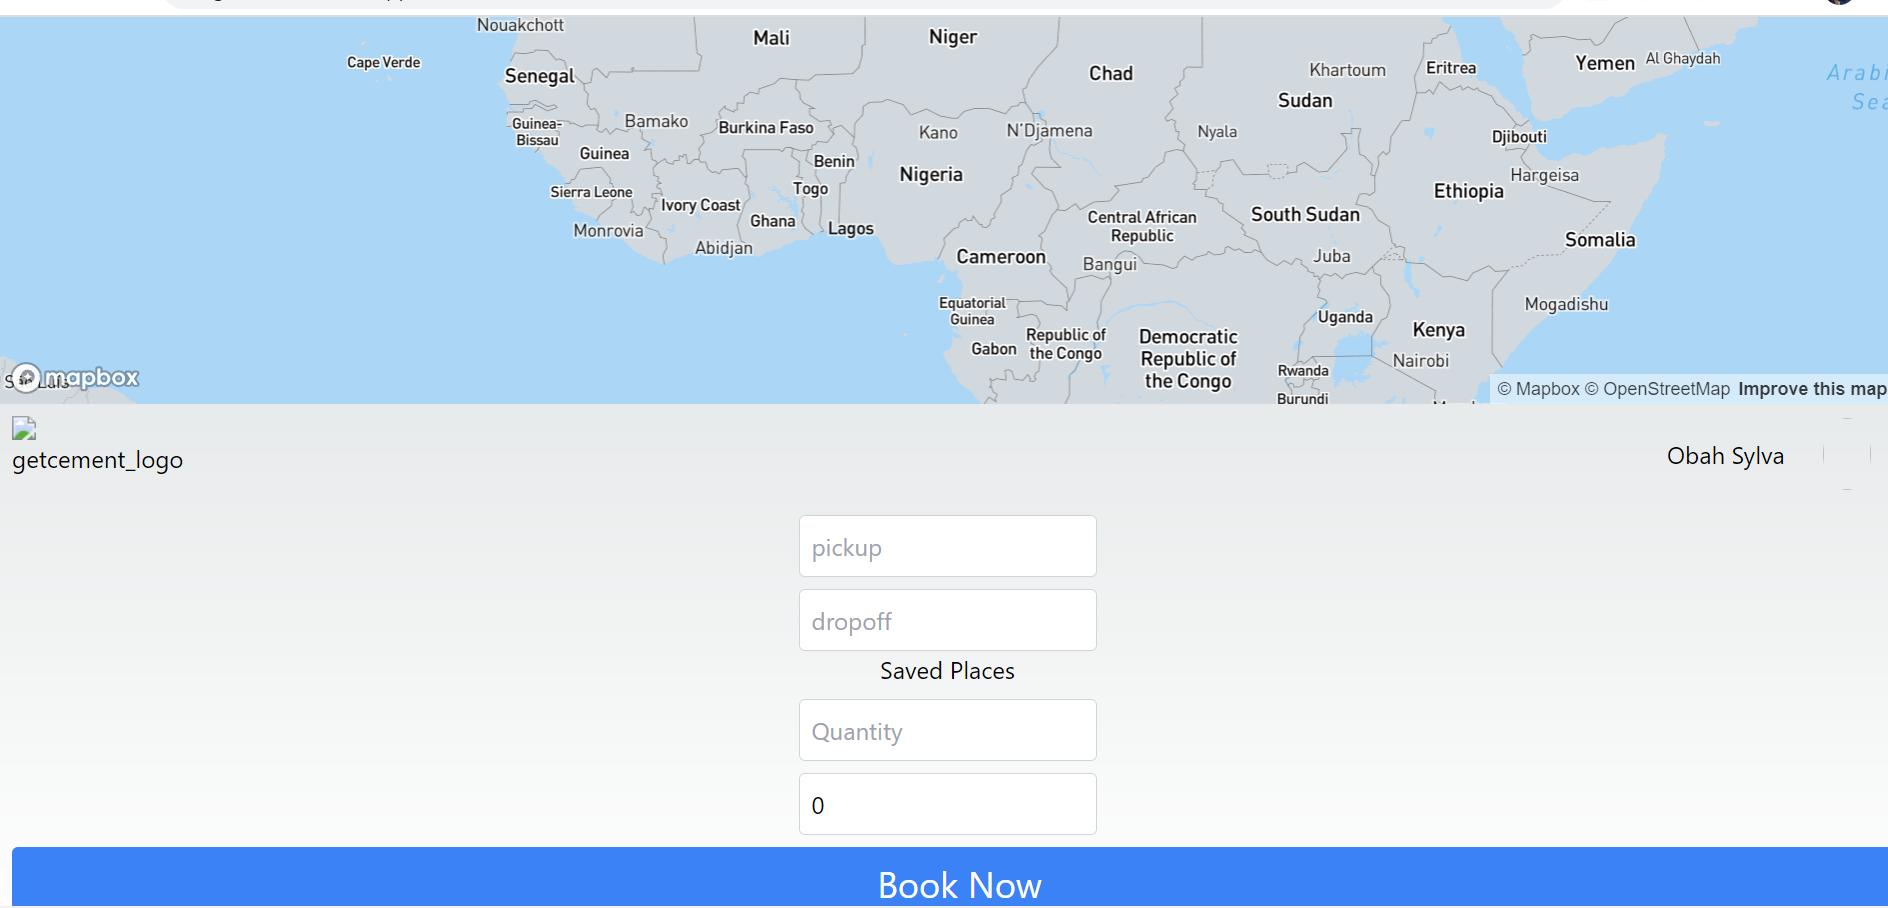 Nouakchott
Mali
Niger
Cape Verde
Senegal
Chad
Khartoum
Eritrea
Yemen
Al Ghaydah
Sudan
Guinea-
Bissau
Bamako
Burkina Faso
Kano
N'Djamena
Nyala
Djibouti
Guinea
Benin
Nigeria
Hargeisa
Sierra Leone
Togo
Ethiopia
Ivory Coast
Ghana
Lagos
Central African
Republic
South Sudan
Monrovia
Abidjan
Cameroon
Bangui
Juba
Somalia
Equatorial
Guinea
Mogadishu
Uganda
Kenya
Gabon
Republic of
the Congo
Democratic
Republic of
the Congo
Nairobi
Rwanda
Burundi
mapbox
© Mapbox © OpenStreetMap Improve this map
getcement_logo
Obah Sylva
pickup
dropoff
Saved Places
Quantity
0
Book Now